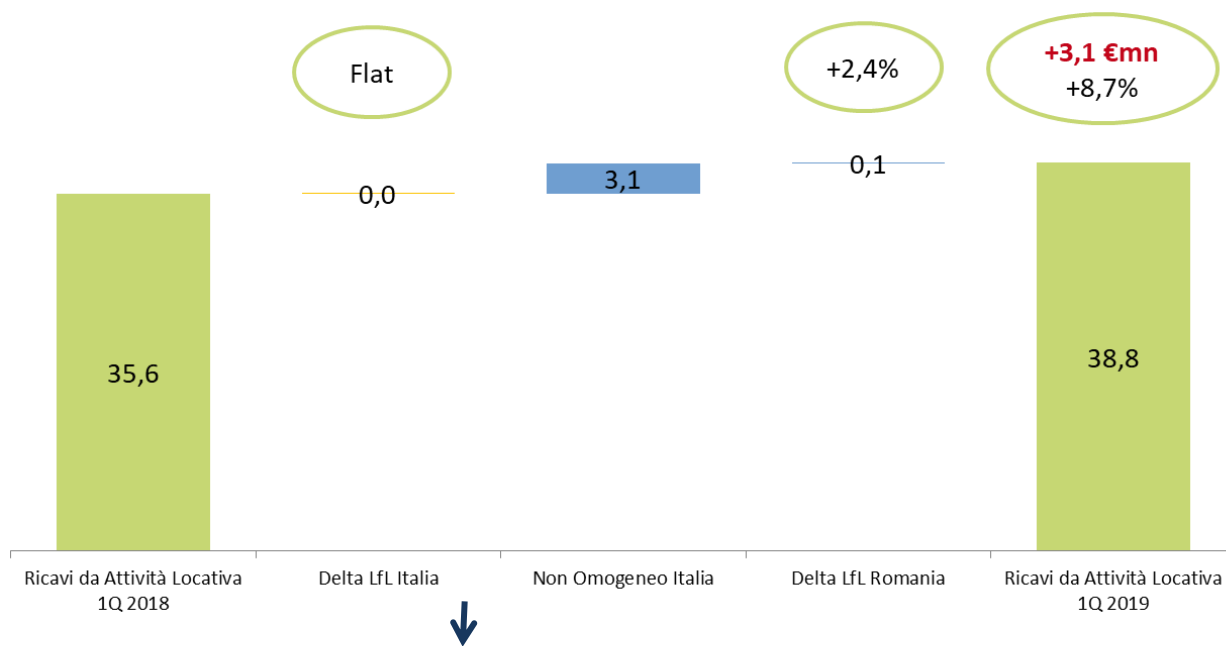 Flat
+2,4%
+3,1 €mn
+8,7%
35,6
0,0
3,1
0,1
38,8
Ricavi da Attività Locativa
1Q 2018
Delta LfL Italia
Non Omogeneo Italia
Delta LfL Romania
Ricavi da Attività Locativa
1Q 2019